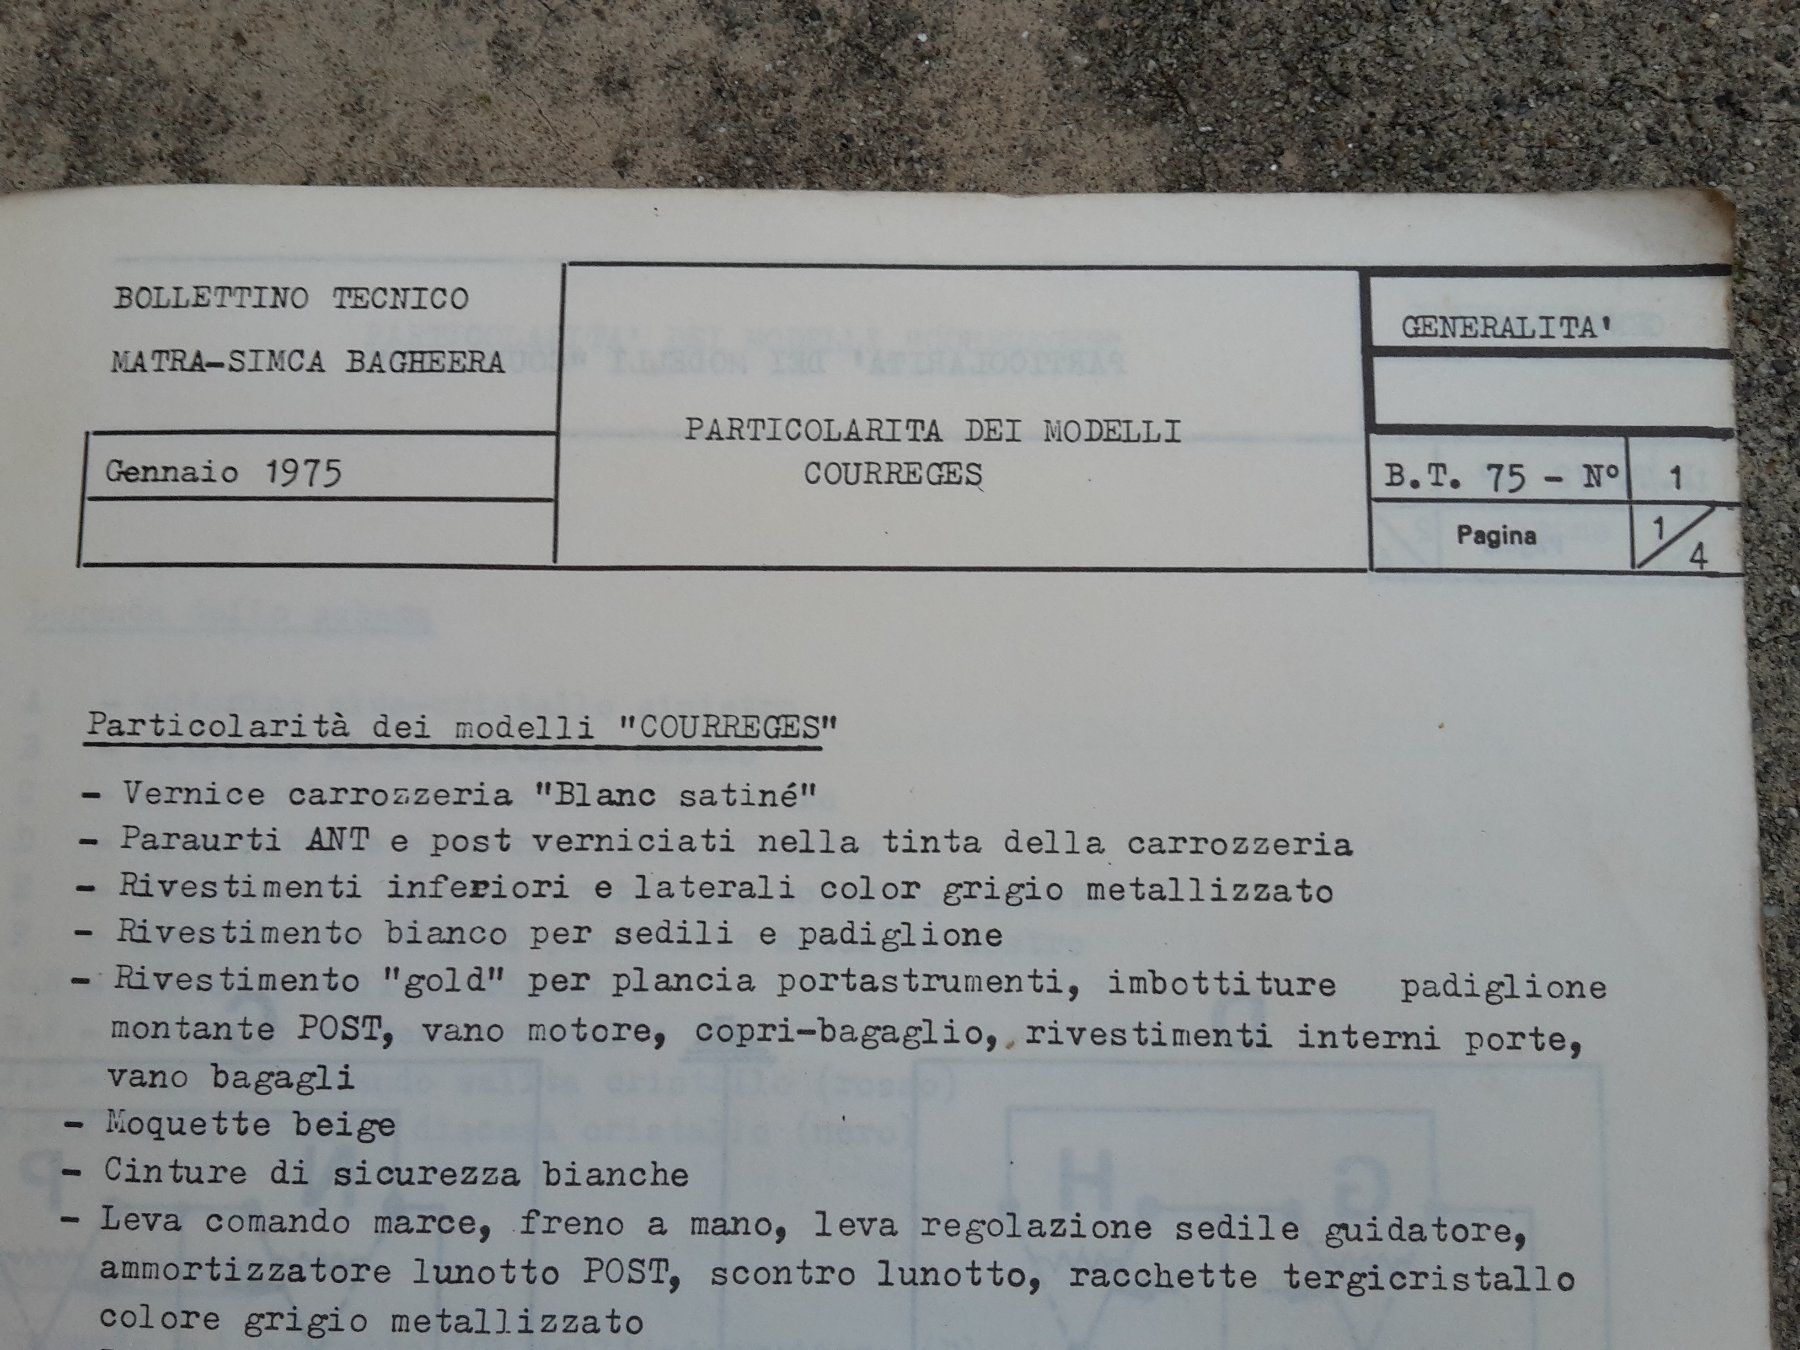 BOLLETTINO TECNICO
MATRA-SIMCA BAGHEERA
Gennaio 1975
PARTICOLARITA DEI MODELLI
COURREGES
GENERALITA'
B.T. 75 - N° 1
Pagina 1/4
Particolarità dei modelli "COURREGES"
- Vernice carrozzeria "Blanc satiné"
- Paraurti ANT e post verniciati nella tinta della carrozzeria
- Rivestimenti inferiori e laterali color grigio metallizzato
- Rivestimento bianco per sedili e padiglione
- Rivestimento "gold" per plancia portastrumenti, imbottiture padiglione
montante POST, vano motore, copri-bagaglio, rivestimenti interni porte,
vano bagagli
- Moquette beige
- Cinture di sicurezza bianche
- Leva comando marce, freno a mano, leva regolazione sedile guidatore,
ammortizzatore lunotto POST, scontro lunotto, racchette tergicristallo
colore grigio metallizzato